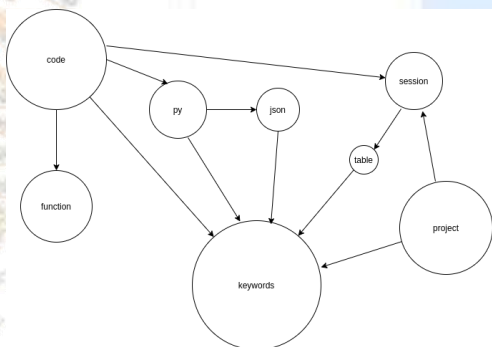 code
session
py
json
table
function
project
keywords